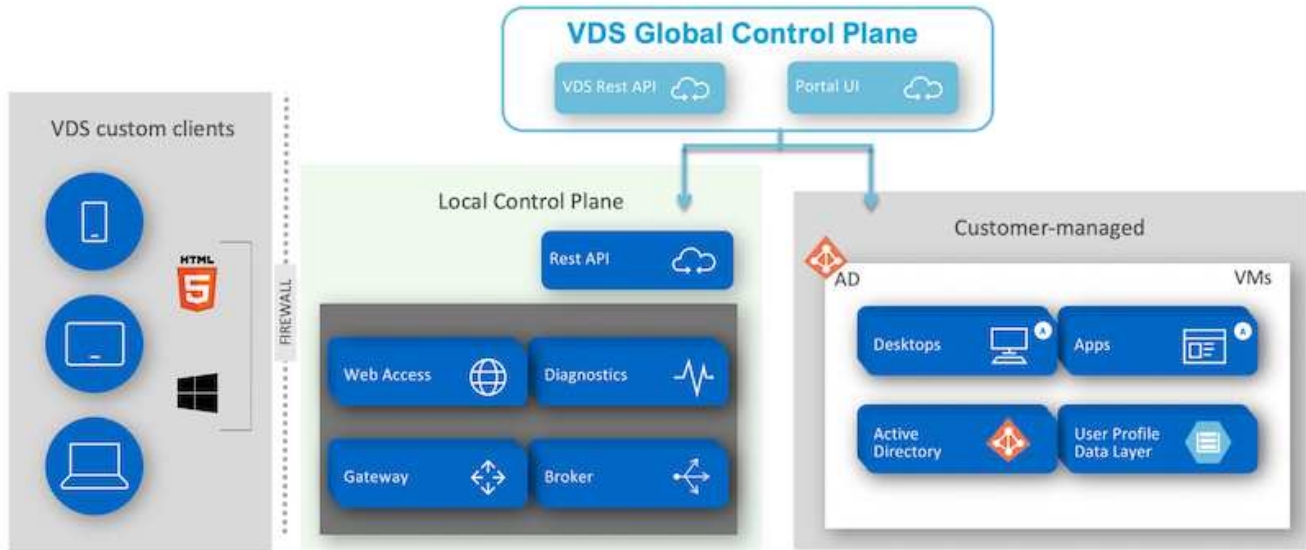 VDS Global Control Plane
VDS Rest API
Portal UI
VDS custom clients
HTML
5
FIREWALL
Local Control Plane
Rest API
Web Access
Diagnostics
Gateway
Broker
Customer-managed
AD
VMs
Desktops
A
Apps
A
Active
Directory
User Profile
Data Layer